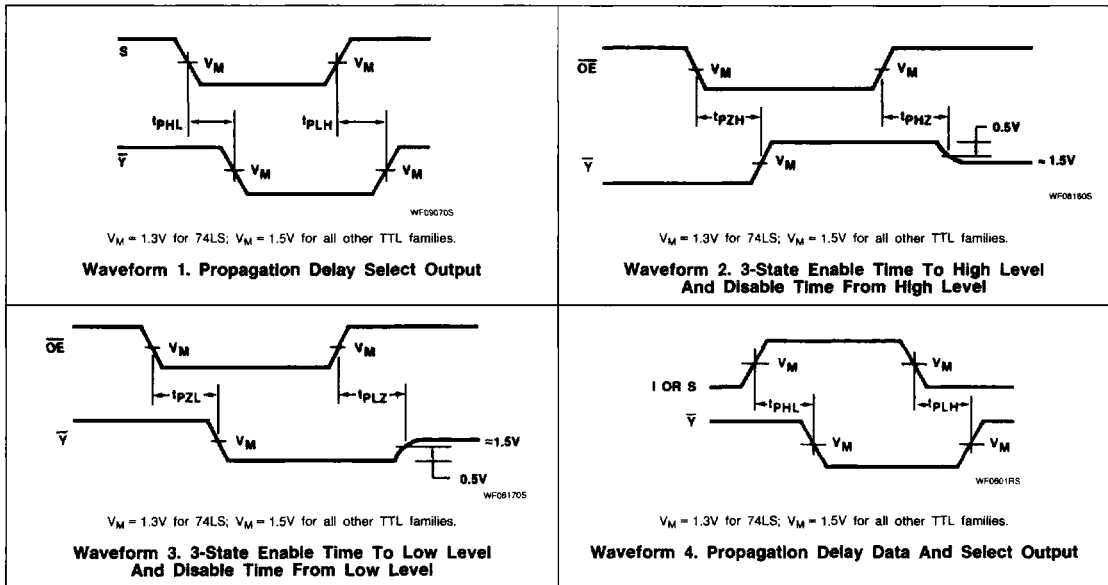 S
V_M
V_M
t_PHL
t_PLH
Y̅
V_M
V_M
WF09070S
V_M = 1.3V for 74LS; V_M = 1.5V for all other TTL families.
Waveform 1. Propagation Delay Select Output
O̅E̅
V_M
V_M
t_PZH
t_PHZ
0.5V
Y̅
V_M
≈ 1.5V
WF08160S
V_M = 1.3V for 74LS; V_M = 1.5V for all other TTL families.
Waveform 2. 3-State Enable Time To High Level
And Disable Time From High Level
O̅E̅
V_M
V_M
t_PZL
t_PLZ
Y̅
V_M
≈1.5V
0.5V
WF08170S
V_M = 1.3V for 74LS; V_M = 1.5V for all other TTL families.
Waveform 3. 3-State Enable Time To Low Level
And Disable Time From Low Level
V_M
V_M
I OR S
t_PHL
t_PLH
Y̅
V_M
V_M
WF0601RS
V_M = 1.3V for 74LS; V_M = 1.5V for all other TTL families.
Waveform 4. Propagation Delay Data And Select Output